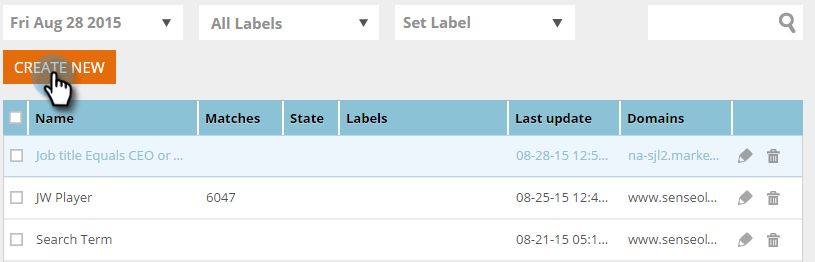 Fri Aug 28 2015 All Labels Set Label
CREATE NEW
Name Matches State Labels Last update Domains
Job title Equals CEO or ... 08-28-15 12:5... na-sjl2.marke...
JW Player 6047 08-25-15 12:4... www.senseol...
Search Term 08-21-15 05:1... www.senseol...